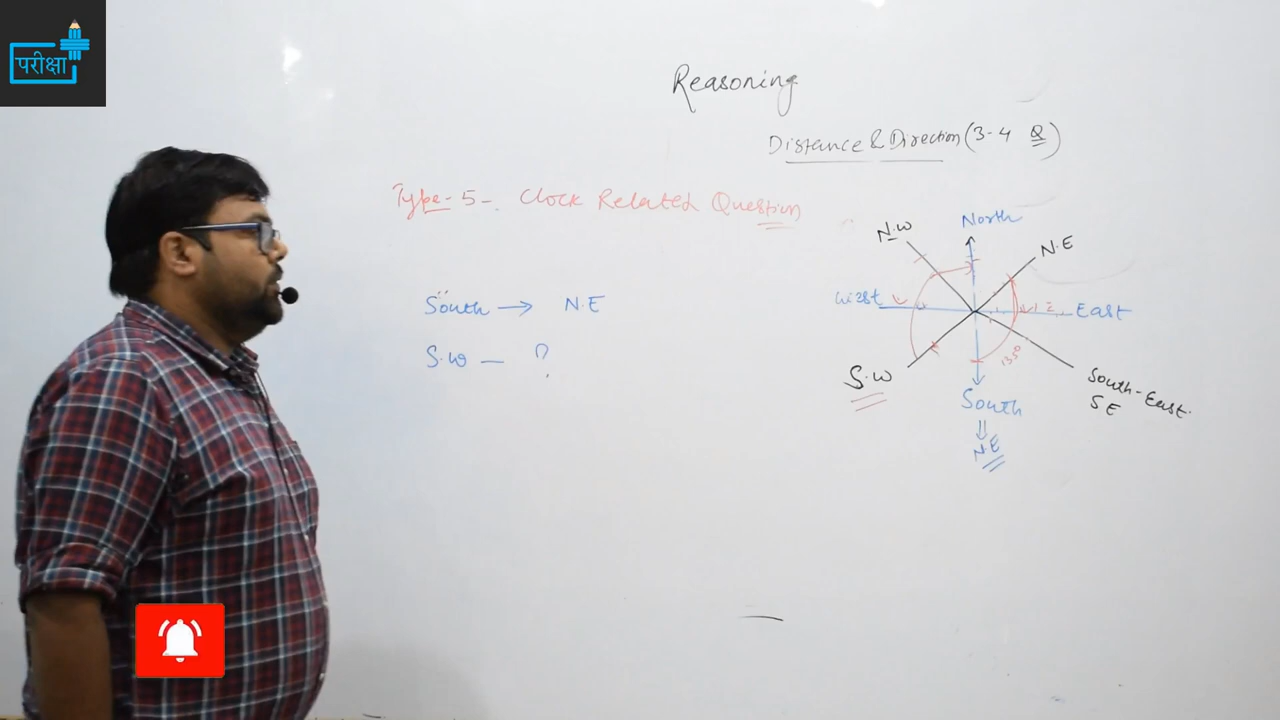 परीक्षा
Reasoning
Distance & Direction (3-4 Q)
Type-5-. Clock Related Question
North
N.W
N.E
South → N.E
West
East
S.W — ?
135°
S.W
South-East
SE
South
N.E